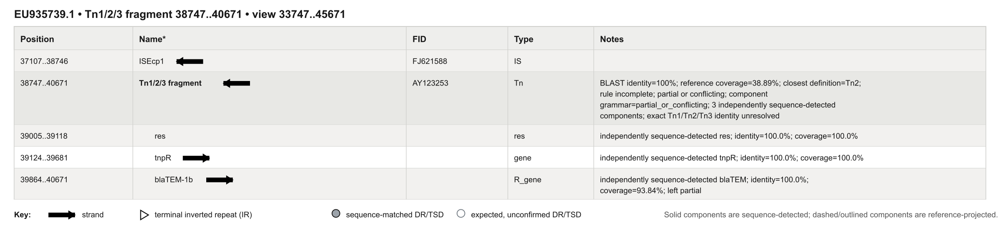 EU935739.1 • Tn1/2/3 fragment 38747..40671 • view 33747..45671
Position Name* FID Type Notes
37107..38746 ISEcp1 FJ621588 IS
38747..40671 Tn1/2/3 fragment AY123253 Tn BLAST identity=100%; reference coverage=38.89%; closest definition=Tn2;
rule incomplete; partial or conflicting; component
grammar=partial_or_conflicting; 3 independently sequence-detected
components; exact Tn1/Tn2/Tn3 identity unresolved
39005..39118 res res independently sequence-detected res; identity=100.0%; coverage=100.0%
39124..39681 tnpR gene independently sequence-detected tnpR; identity=100.0%; coverage=100.0%
39864..40671 blaTEM-1b R_gene independently sequence-detected blaTEM; identity=100.0%;
coverage=93.84%; left partial
Key: strand terminal inverted repeat (IR) sequence-matched DR/TSD expected, unconfirmed DR/TSD Solid components are sequence-detected; dashed/outlined components are reference-projected.